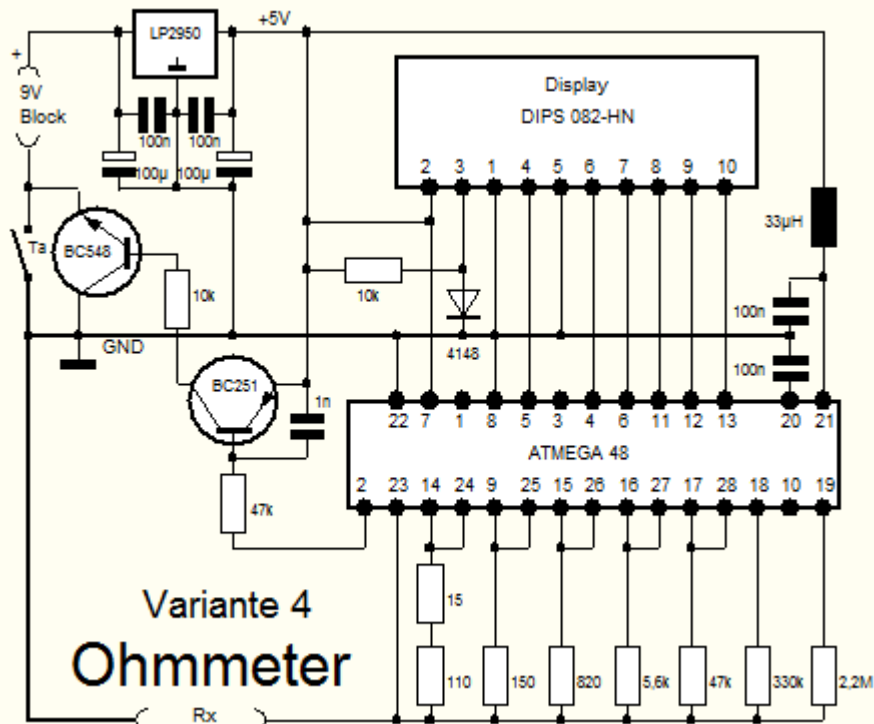 LP2950
+5V
+
9V
Block
100n
100n
100µ
100µ
Display
DIPS 082-HN
2 3 1 4 5 6 7 8 9 10
33µH
Ta
BC548
10k
10k
100n
GND
4148
100n
BC251
1n
22 7 1 8 5 3 4 6 11 12 13 20 21
ATMEGA 48
2 23 14 24 9 25 15 26 16 27 17 28 18 10 19
47k
Variante 4
15
Ohmmeter
110 150 820 5,6k 47k 330k 2,2M
Rx